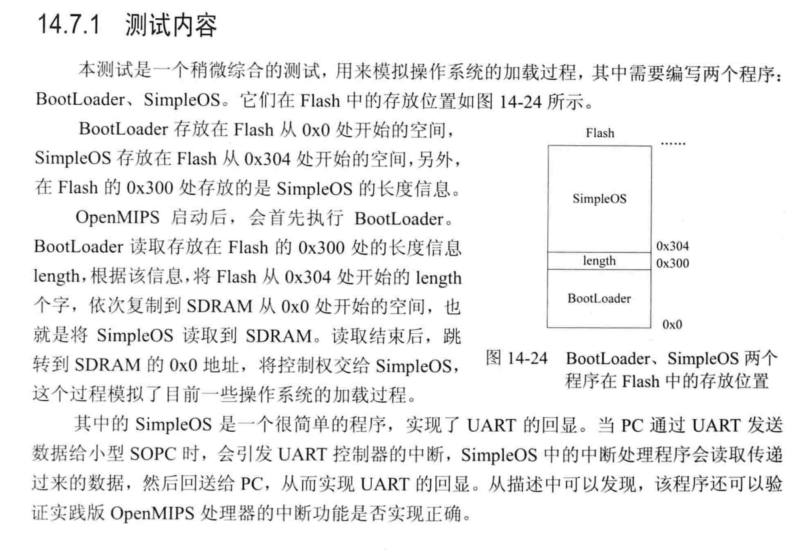 14.7.1 测试内容
本测试是一个稍微综合的测试，用来模拟操作系统的加载过程，其中需要编写两个程序：
BootLoader、SimpleOS。它们在 Flash 中的存放位置如图 14-24 所示。
BootLoader 存放在 Flash 从 0x0 处开始的空间，
SimpleOS 存放在 Flash 从 0x304 处开始的空间，另外，
在 Flash 的 0x300 处存放的是 SimpleOS 的长度信息。
OpenMIPS 启动后，会首先执行 BootLoader。
BootLoader 读取存放在 Flash 的 0x300 处的长度信息
length，根据该信息，将 Flash 从 0x304 处开始的 length
个字，依次复制到 SDRAM 从 0x0 处开始的空间，也
就是将 SimpleOS 读取到 SDRAM。读取结束后，跳
转到 SDRAM 的 0x0 地址，将控制权交给 SimpleOS，
这个过程模拟了目前一些操作系统的加载过程。
Flash
……
SimpleOS
0x304
length
0x300
BootLoader
0x0
图 14-24 BootLoader、SimpleOS 两个
程序在 Flash 中的存放位置
其中的 SimpleOS 是一个很简单的程序，实现了 UART 的回显。当 PC 通过 UART 发送
数据给小型 SOPC 时，会引发 UART 控制器的中断，SimpleOS 中的中断处理程序会读取传递
过来的数据，然后回送给 PC，从而实现 UART 的回显。从描述中可以发现，该程序还可以验
证实践版 OpenMIPS 处理器的中断功能是否实现正确。